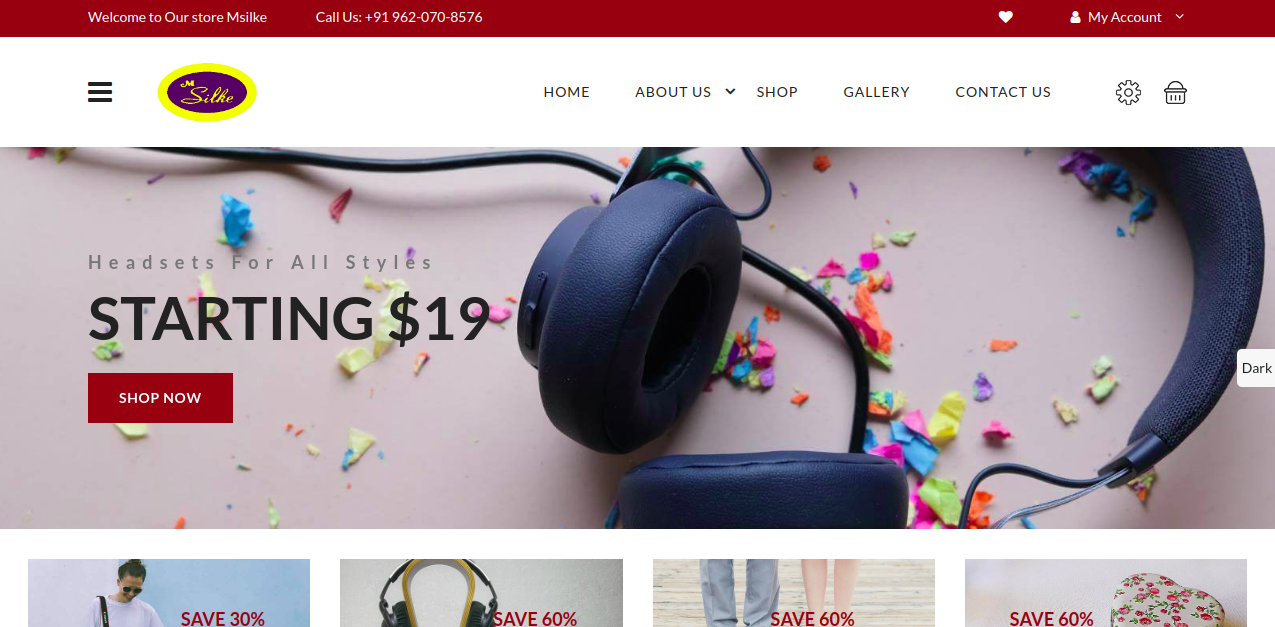 Welcome to Our store Msilke
Call Us: +91 962-070-8576
My Account
M
Silke
HOME
ABOUT US
SHOP
GALLERY
CONTACT US
Headsets For All Styles
STARTING $19
SHOP NOW
Dark
SAVE 30%
SAVE 60%
SAVE 60%
SAVE 60%